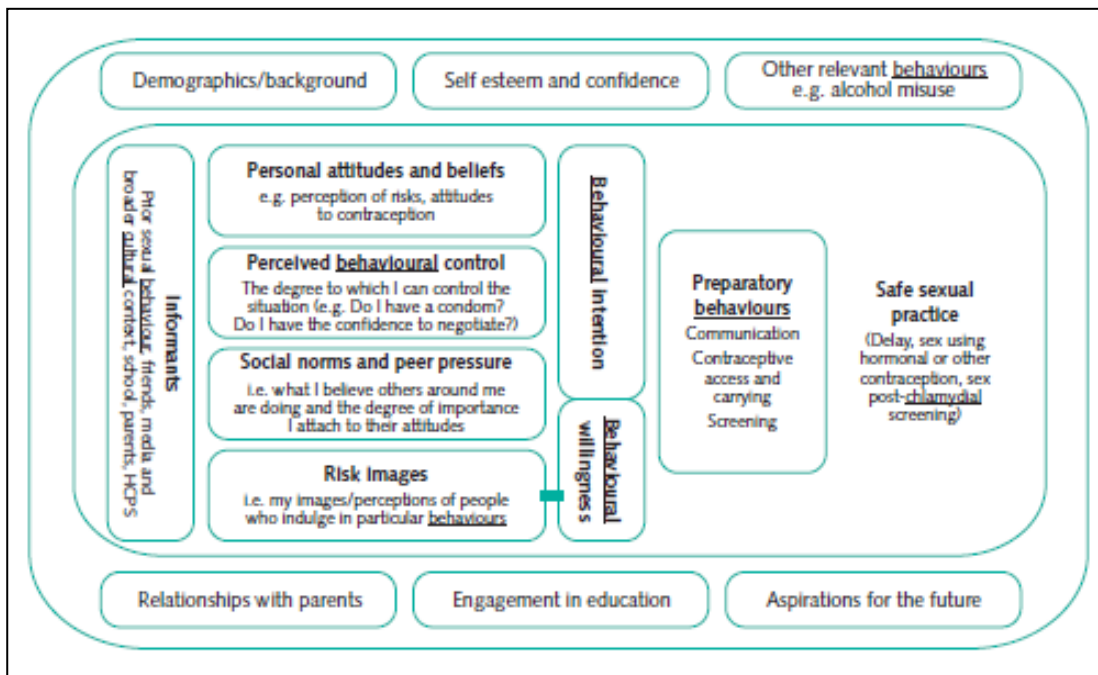 Demographics/background
Self esteem and confidence
Other relevant behaviours
e.g. alcohol misuse
Informants
Prior sexual behaviour, friends, media and
broader cultural context, school, parents, HCPS
Personal attitudes and beliefs
e.g. perception of risks, attitudes
to contraception
Perceived behavioural control
The degree to which I can control the
situation (e.g. Do I have a condom?
Do I have the confidence to negotiate?)
Social norms and peer pressure
i.e. what I believe others around me
are doing and the degree of importance
I attach to their attitudes
Risk images
i.e. my images/perceptions of people
who indulge in particular behaviours
Behavioural intention
Behavioural
willingness
Preparatory
behaviours
Communication
Contraceptive
access and
carrying
Screening
Safe sexual
practice
(Delay, sex using
hormonal or other
contraception, sex
post-chlamydial
screening)
Relationships with parents
Engagement in education
Aspirations for the future